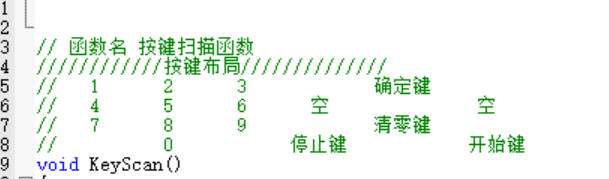 1
2
3 // 函数名 按键扫描函数
4 ////////////按键布局//////////////
5 // 1 2 3 确定键
6 // 4 5 6 空 空
7 // 7 8 9 清零键
8 // 0 停止键 开始键
9 void KeyScan()